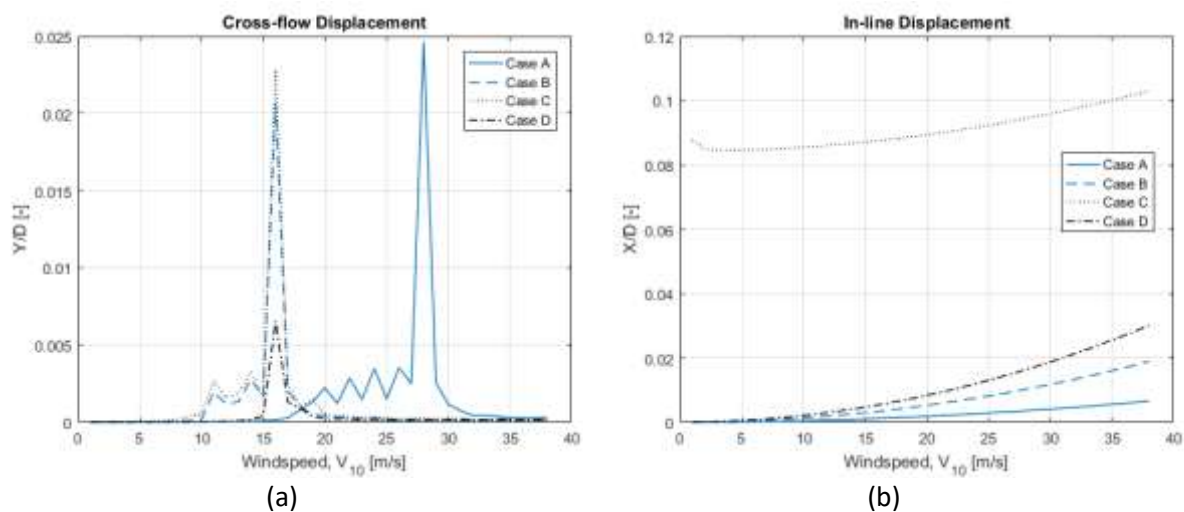 Cross-flow Displacement
0.025
0.02
0.015
0.01
0.005
0
Y/D [-]
Case A
Case B
Case C
Case D
0 5 10 15 20 25 30 35 40
Windspeed, V10 [m/s]
(a)
In-line Displacement
0.12
0.1
0.08
0.06
0.04
0.02
0
X/D [-]
Case A
Case B
Case C
Case D
0 5 10 15 20 25 30 35 40
Windspeed, V10 [m/s]
(b)